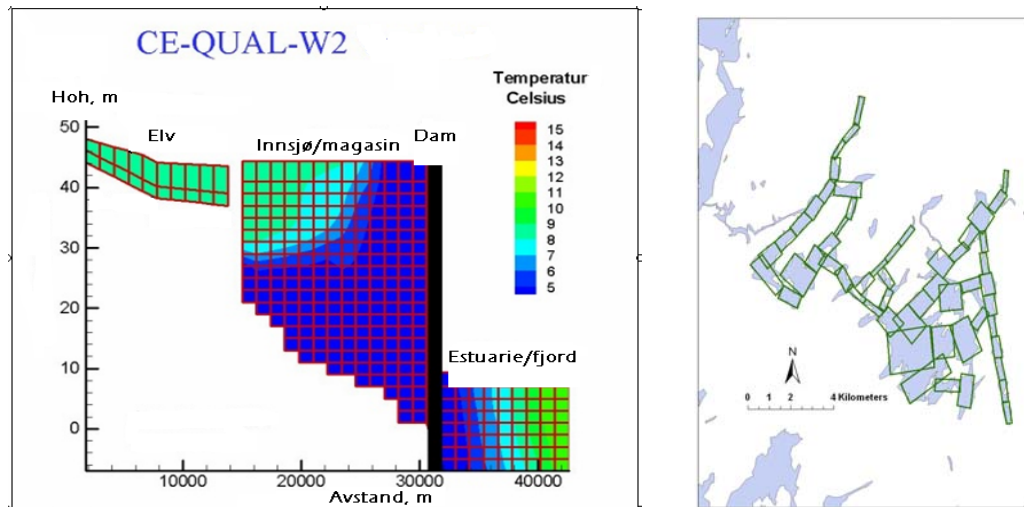 CE-QUAL-W2
Temperatur
Celsius
15
14
13
12
11
10
9
8
7
6
5
Hoh, m
50
40
30
20
10
0
Elv
Innsjø/magasin
Dam
Estuarie/fjord
10000
20000
30000
40000
Avstand, m
N
0 1 2 4 Kilometers